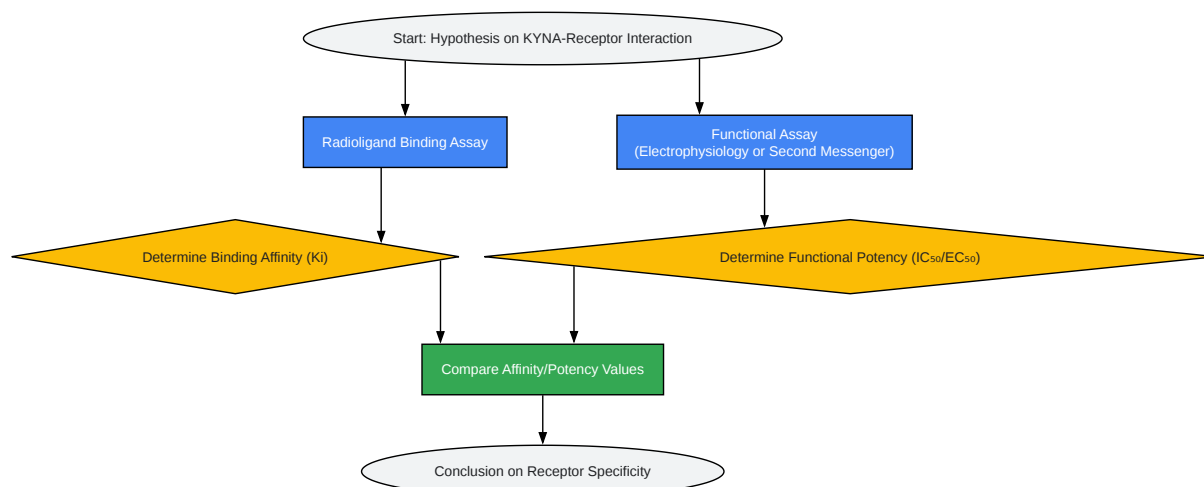 Start: Hypothesis on KYNA-Receptor Interaction
Radioligand Binding Assay
Functional Assay
(Electrophysiology or Second Messenger)
Determine Binding Affinity (Ki)
Determine Functional Potency (IC₅₀/EC₅₀)
Compare Affinity/Potency Values
Conclusion on Receptor Specificity